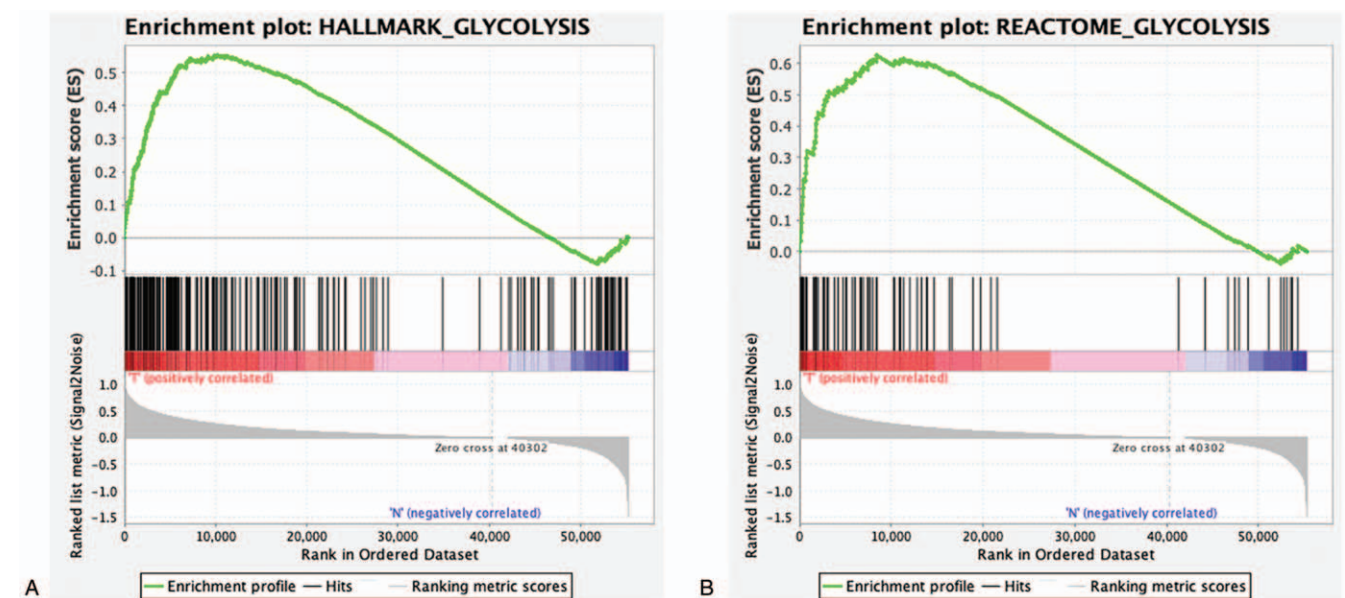 Enrichment plot: HALLMARK_GLYCOLYSIS
Enrichment score (ES)
0.5
0.4
0.3
0.2
0.1
0.0
-0.1
Ranked list metric (Signal2Noise)
'T' (positively correlated)
1.0
0.5
0.0
-0.5
-1.0
-1.5
Zero cross at 40302
'N' (negatively correlated)
0 10,000 20,000 30,000 40,000 50,000
Rank in Ordered Dataset
Enrichment profile Hits Ranking metric scores
A
Enrichment plot: REACTOME_GLYCOLYSIS
Enrichment score (ES)
0.6
0.5
0.4
0.3
0.2
0.1
0.0
Ranked list metric (Signal2Noise)
'T' (positively correlated)
1.0
0.5
0.0
-0.5
-1.0
-1.5
Zero cross at 40302
'N' (negatively correlated)
0 10,000 20,000 30,000 40,000 50,000
Rank in Ordered Dataset
Enrichment profile Hits Ranking metric scores
B